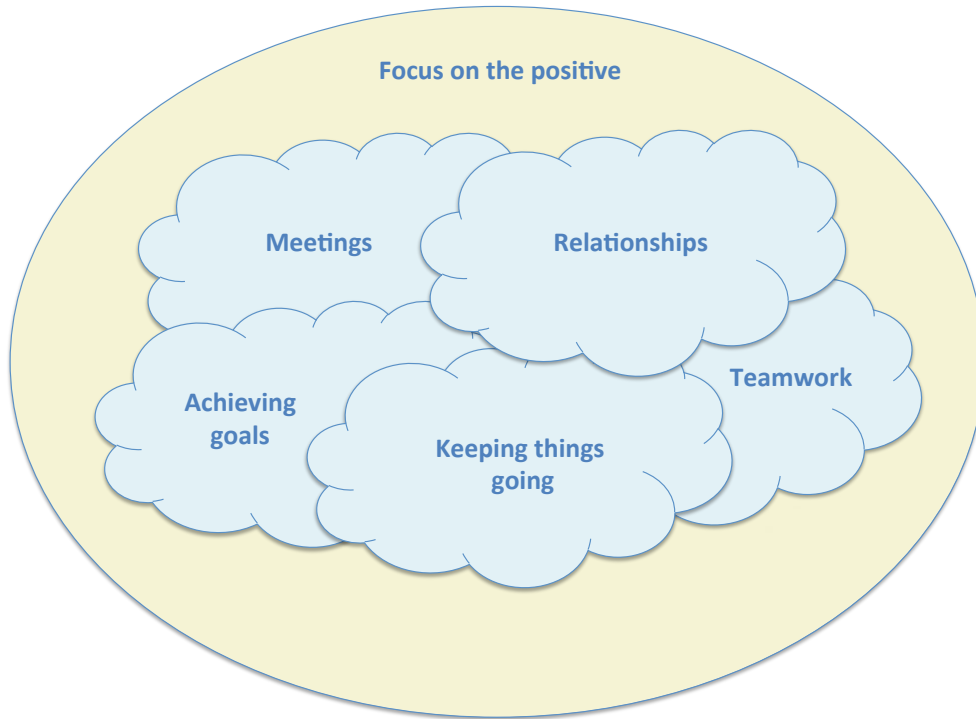 Focus on the positive
Meetings
Relationships
Teamwork
Achieving
goals
Keeping things
going